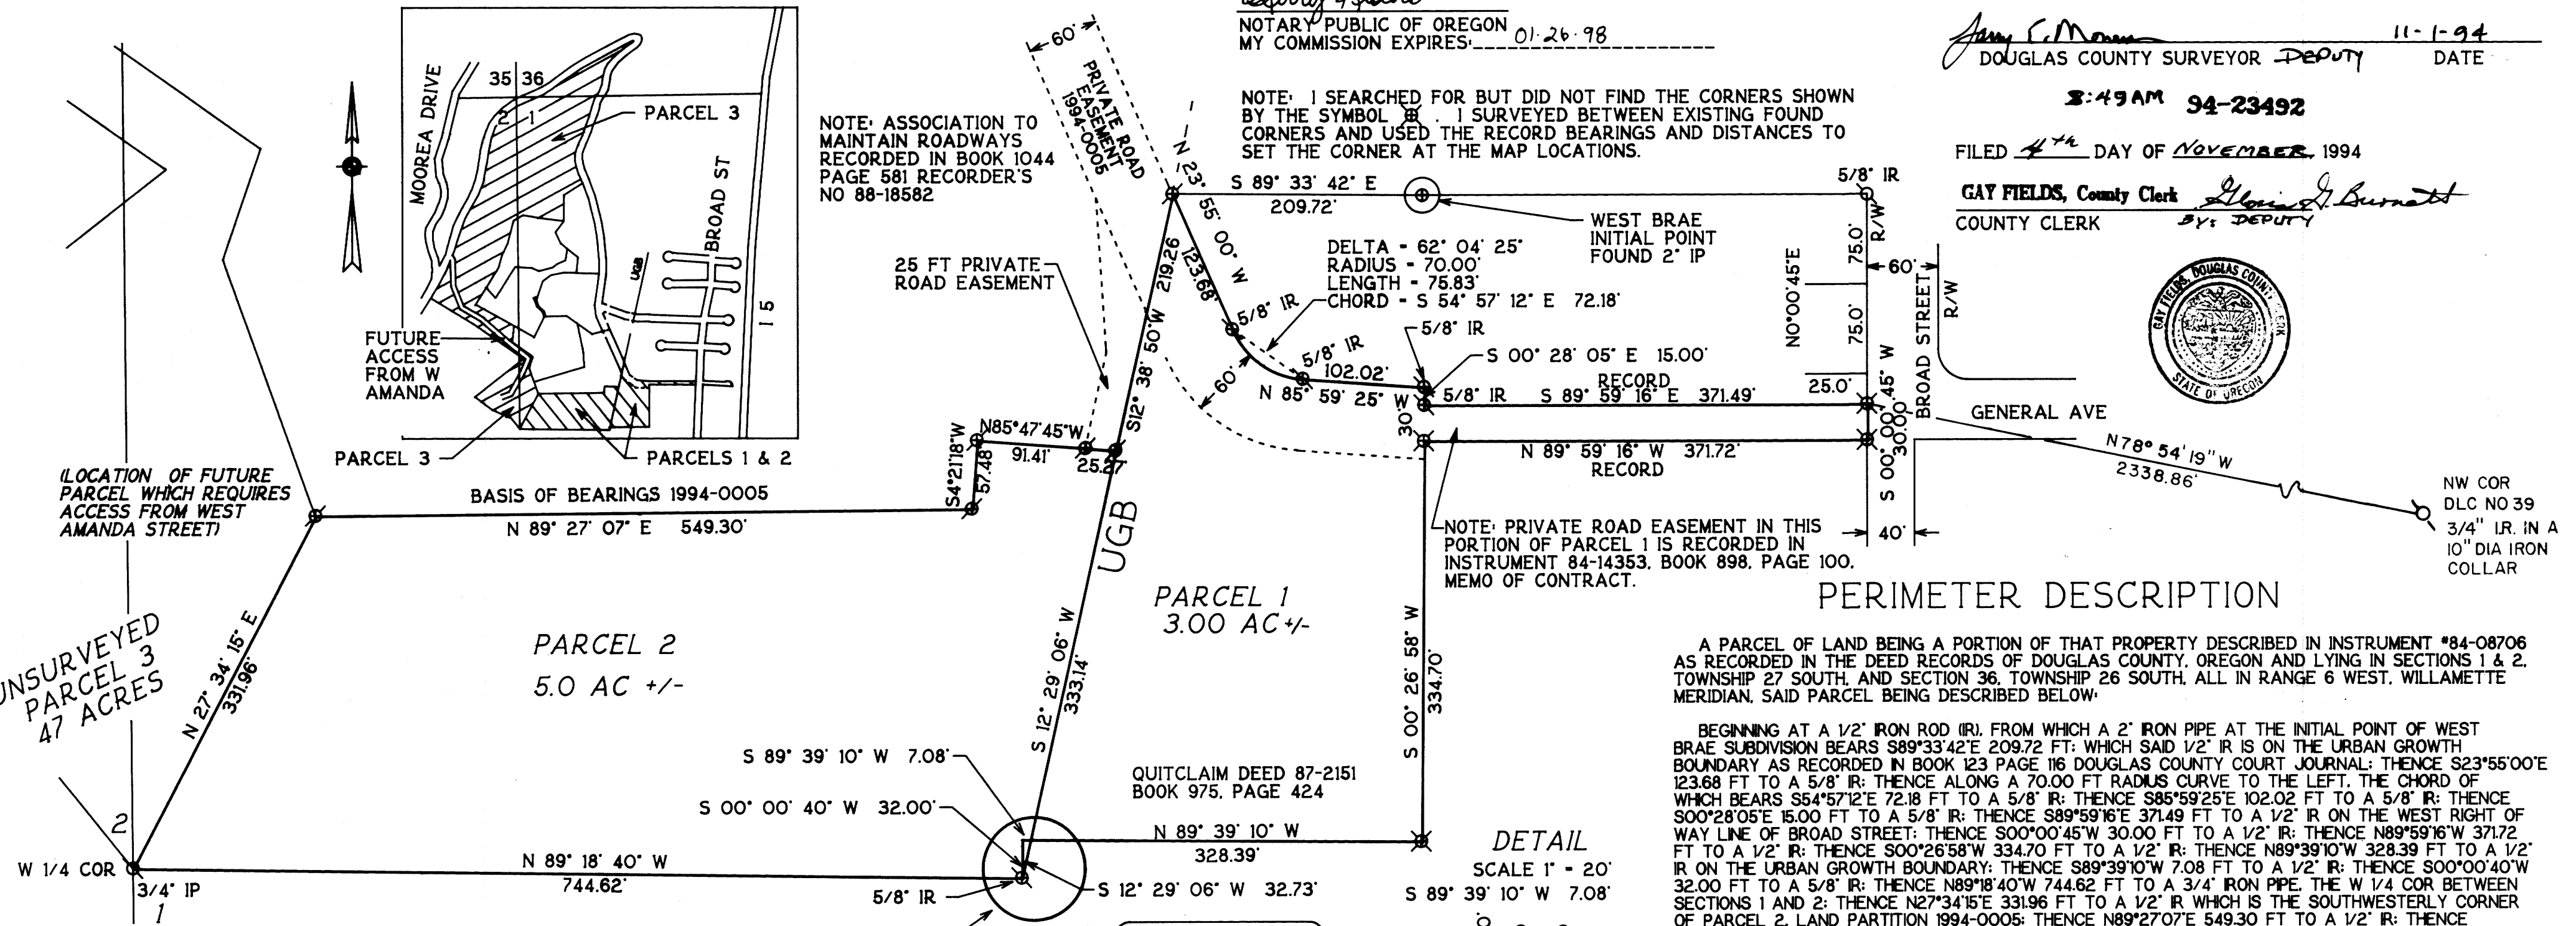 NOTARY PUBLIC OF OREGON
MY COMMISSION EXPIRES: 01·26·98
11-1-94
DOUGLAS COUNTY SURVEYOR DEPUTY DATE
8:49AM 94-23492
FILED 4th DAY OF NOVEMBER, 1994
GAY FIELDS, County Clerk
COUNTY CLERK BY: DEPUTY
GAY FIELDS, DOUGLAS COUNTY CLERK
STATE OF OREGON
35 36
2 1
MOOREA DRIVE
PARCEL 3
BROAD ST
UGB
I 5
FUTURE
ACCESS
FROM W
AMANDA
PARCEL 3
PARCELS 1 & 2
60'
PRIVATE ROAD
EASEMENT
1994-0005
NOTE: ASSOCIATION TO
MAINTAIN ROADWAYS
RECORDED IN BOOK 1044
PAGE 581 RECORDER'S
NO 88-18582
NOTE: I SEARCHED FOR BUT DID NOT FIND THE CORNERS SHOWN
BY THE SYMBOL . I SURVEYED BETWEEN EXISTING FOUND
CORNERS AND USED THE RECORD BEARINGS AND DISTANCES TO
SET THE CORNER AT THE MAP LOCATIONS.
N 23° 55' 00" W
123.68'
S 89° 33' 42" E
209.72'
5/8" IR
WEST BRAE
INITIAL POINT
FOUND 2" IP
25 FT PRIVATE
ROAD EASEMENT
S12° 38' 50"W 219.26
DELTA = 62° 04' 25"
RADIUS = 70.00'
LENGTH = 75.83'
CHORD = S 54° 57' 12" E 72.18'
5/8" IR
5/8" IR
60'
102.02'
N 85° 59' 25" W
5/8" IR
S 00° 28' 05" E 15.00'
RECORD
5/8" IR S 89° 59' 16" E 371.49'
30'
N 89° 59' 16" W 371.72'
RECORD
N0°00'45"E
75.0'
75.0'
25.0'
R/W
60'
R/W
BROAD STREET
S 00° 00' 45" W
30.00'
40'
GENERAL AVE
N 78° 54' 19" W
2338.86'
NW COR
DLC NO 39
3/4" I.R. IN A
10" DIA IRON
COLLAR
(LOCATION OF FUTURE
PARCEL WHICH REQUIRES
ACCESS FROM WEST
AMANDA STREET)
BASIS OF BEARINGS 1994-0005
N 89° 27' 07" E 549.30'
S4°21'18"W
57.48'
N85°47'45"W
91.41'
25.27'
UGB
NOTE: PRIVATE ROAD EASEMENT IN THIS
PORTION OF PARCEL 1 IS RECORDED IN
INSTRUMENT 84-14353, BOOK 898, PAGE 100,
MEMO OF CONTRACT.
UNSURVEYED
PARCEL 3
47 ACRES
N 27° 34' 15" E
331.96'
PARCEL 2
5.0 AC +/-
PARCEL 1
3.00 AC +/-
S 12° 29' 06" W
333.14'
S 00° 26' 58" W
334.70'
S 89° 39' 10" W 7.08'
S 00° 00' 40" W 32.00'
QUITCLAIM DEED 87-2151
BOOK 975, PAGE 424
N 89° 39' 10" W
328.39'
2
W 1/4 COR
3/4" IP
1
N 89° 18' 40" W
744.62'
5/8" IR
S 12° 29' 06" W 32.73'
DETAIL
SCALE 1" = 20'
S 89° 39' 10" W 7.08'
PERIMETER DESCRIPTION
A PARCEL OF LAND BEING A PORTION OF THAT PROPERTY DESCRIBED IN INSTRUMENT #84-08706
AS RECORDED IN THE DEED RECORDS OF DOUGLAS COUNTY, OREGON AND LYING IN SECTIONS 1 & 2,
TOWNSHIP 27 SOUTH, AND SECTION 36, TOWNSHIP 26 SOUTH, ALL IN RANGE 6 WEST, WILLAMETTE
MERIDIAN, SAID PARCEL BEING DESCRIBED BELOW:
BEGINNING AT A 1/2" IRON ROD (IR), FROM WHICH A 2" IRON PIPE AT THE INITIAL POINT OF WEST
BRAE SUBDIVISION BEARS S89°33'42"E 209.72 FT; WHICH SAID 1/2" IR IS ON THE URBAN GROWTH
BOUNDARY AS RECORDED IN BOOK 123 PAGE 116 DOUGLAS COUNTY COURT JOURNAL; THENCE S23°55'00"E
123.68 FT TO A 5/8" IR; THENCE ALONG A 70.00 FT RADIUS CURVE TO THE LEFT, THE CHORD OF
WHICH BEARS S54°57'12"E 72.18 FT TO A 5/8" IR; THENCE S85°59'25"E 102.02 FT TO A 5/8" IR; THENCE
S00°28'05"E 15.00 FT TO A 5/8" IR; THENCE S89°59'16"E 371.49 FT TO A 1/2" IR ON THE WEST RIGHT OF
WAY LINE OF BROAD STREET; THENCE S00°00'45"W 30.00 FT TO A 1/2" IR; THENCE N89°59'16"W 371.72
FT TO A 1/2" IR; THENCE S00°26'58"W 334.70 FT TO A 1/2" IR; THENCE N89°39'10"W 328.39 FT TO A 1/2"
IR ON THE URBAN GROWTH BOUNDARY; THENCE S89°39'10"W 7.08 FT TO A 1/2" IR; THENCE S00°00'40"W
32.00 FT TO A 5/8" IR; THENCE N89°18'40"W 744.62 FT TO A 3/4" IRON PIPE, THE W 1/4 COR BETWEEN
SECTIONS 1 AND 2; THENCE N27°34'15"E 331.96 FT TO A 1/2" IR WHICH IS THE SOUTHWESTERLY CORNER
OF PARCEL 2, LAND PARTITION 1994-0005; THENCE N89°27'07"E 549.30 FT TO A 1/2" IR; THENCE